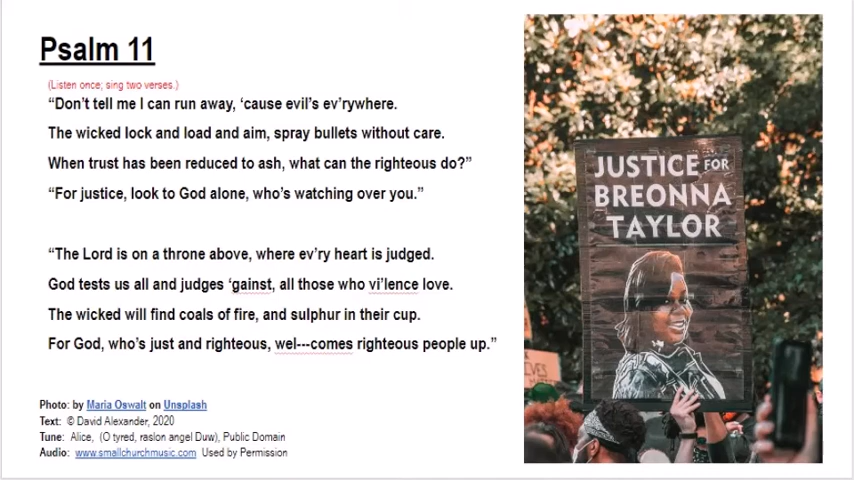 Psalm 11
(Listen once; sing two verses.)
“Don’t tell me I can run away, ‘cause evil’s ev’rywhere.
The wicked lock and load and aim, spray bullets without care.
When trust has been reduced to ash, what can the righteous do?”
“For justice, look to God alone, who’s watching over you.”
“The Lord is on a throne above, where ev’ry heart is judged.
God tests us all and judges ‘gainst, all those who vi’lence love.
The wicked will find coals of fire, and sulphur in their cup.
For God, who’s just and righteous, wel---comes righteous people up.”
Photo: by Maria Oswalt on Unsplash
Text: © David Alexander, 2020
Tune: Alice, (O tyred, raslon angel Duw), Public Domain
Audio: www.smallchurchmusic.com Used by Permission
JUSTICE FOR
BREONNA
TAYLOR